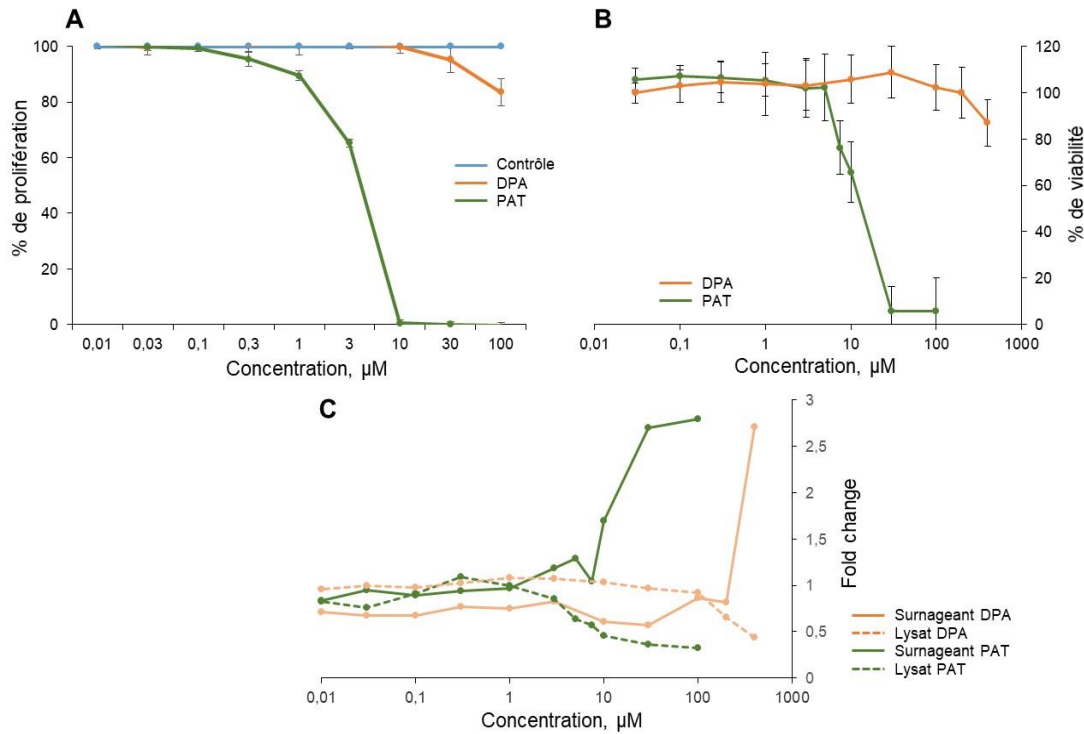 A
B
% de prolifération
100
80
60
40
20
0
0,01 0,03 0,1 0,3 1 3 10 30 100
Concentration, µM
Contrôle
DPA
PAT
% de viabilité
120
100
80
60
40
20
0
0,01 0,1 1 10 100 1000
Concentration, µM
DPA
PAT
C
Fold change
3
2,5
2
1,5
1
0,5
0
0,01 0,1 1 10 100 1000
Concentration, µM
Surnageant DPA
Lysat DPA
Surnageant PAT
Lysat PAT